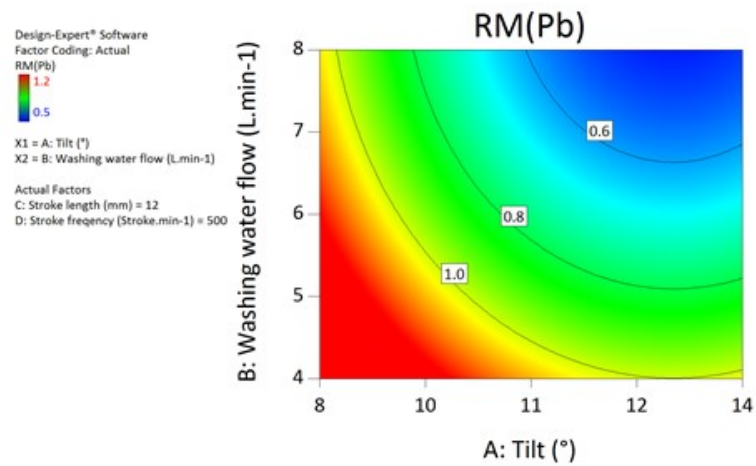 Design-Expert® Software
Factor Coding: Actual
RM(Pb)
1.2
0.5
X1 = A: Tilt (°)
X2 = B: Washing water flow (L.min-1)
Actual Factors
C: Stroke length (mm) = 12
D: Stroke freqency (Stroke.min-1) = 500
RM(Pb)
B: Washing water flow (L.min-1)
8
7
6
5
4
0.6
0.8
1.0
8 10 11 12 14
A: Tilt (°)